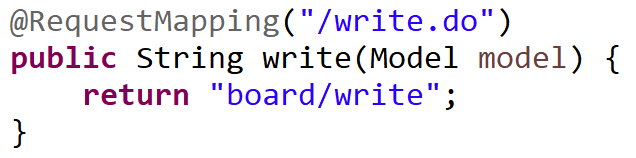 @RequestMapping("/write.do")
public String write(Model model) {
    return "board/write";
}